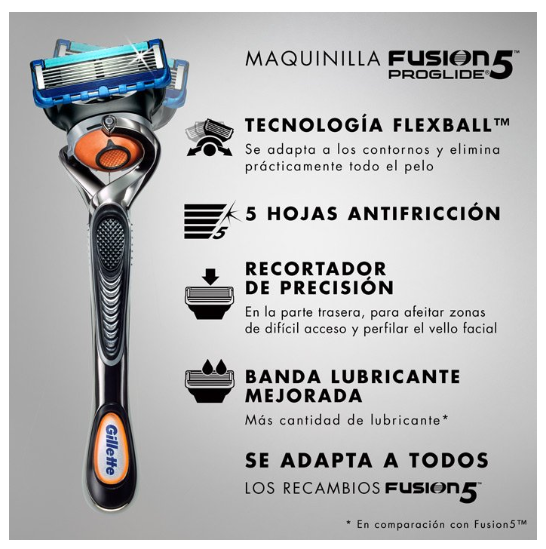 MAQUINILLA FUSION5™
PROGLIDE®
TECNOLOGÍA FLEXBALL™
Se adapta a los contornos y elimina
prácticamente todo el pelo
5
5 HOJAS ANTIFRICCIÓN
RECORTADOR
DE PRECISIÓN
En la parte trasera, para afeitar zonas
de difícil acceso y perfilar el vello facial
BANDA LUBRICANTE
MEJORADA
Más cantidad de lubricante*
Gillette
SE ADAPTA A TODOS
LOS RECAMBIOS FUSION5™
* En comparación con Fusion5™